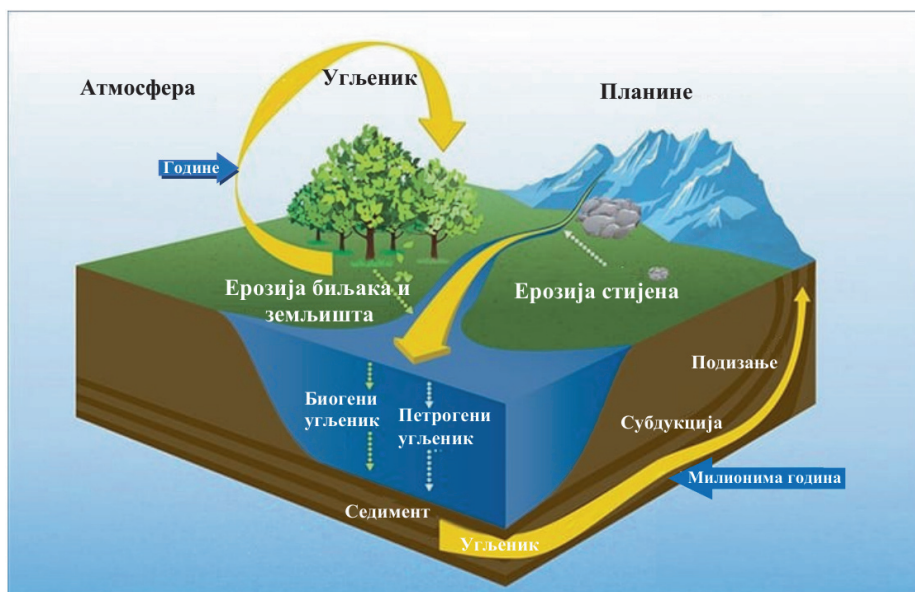 Угљеник
Атмосфера
Планине
Године
Ерозија биљака и
земљишта
Ерозија стијена
Подизање
Биогени
угљеник
Петрогени
угљеник
Субдукција
Милионима година
Седимент
Угљеник